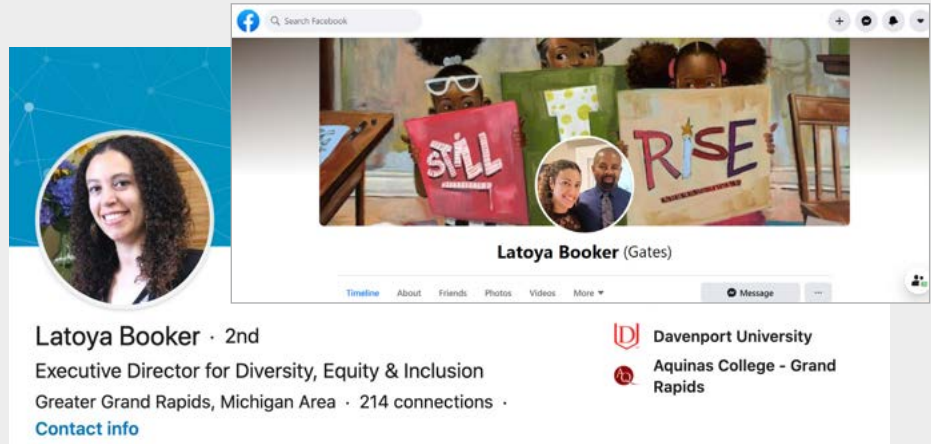 Search Facebook
STILL
I
RISE
Latoya Booker (Gates)
Timeline About Friends Photos Videos More
Message
Latoya Booker · 2nd
Executive Director for Diversity, Equity & Inclusion
Greater Grand Rapids, Michigan Area · 214 connections ·
Contact info
D
Davenport University
AQ
Aquinas College - Grand
Rapids